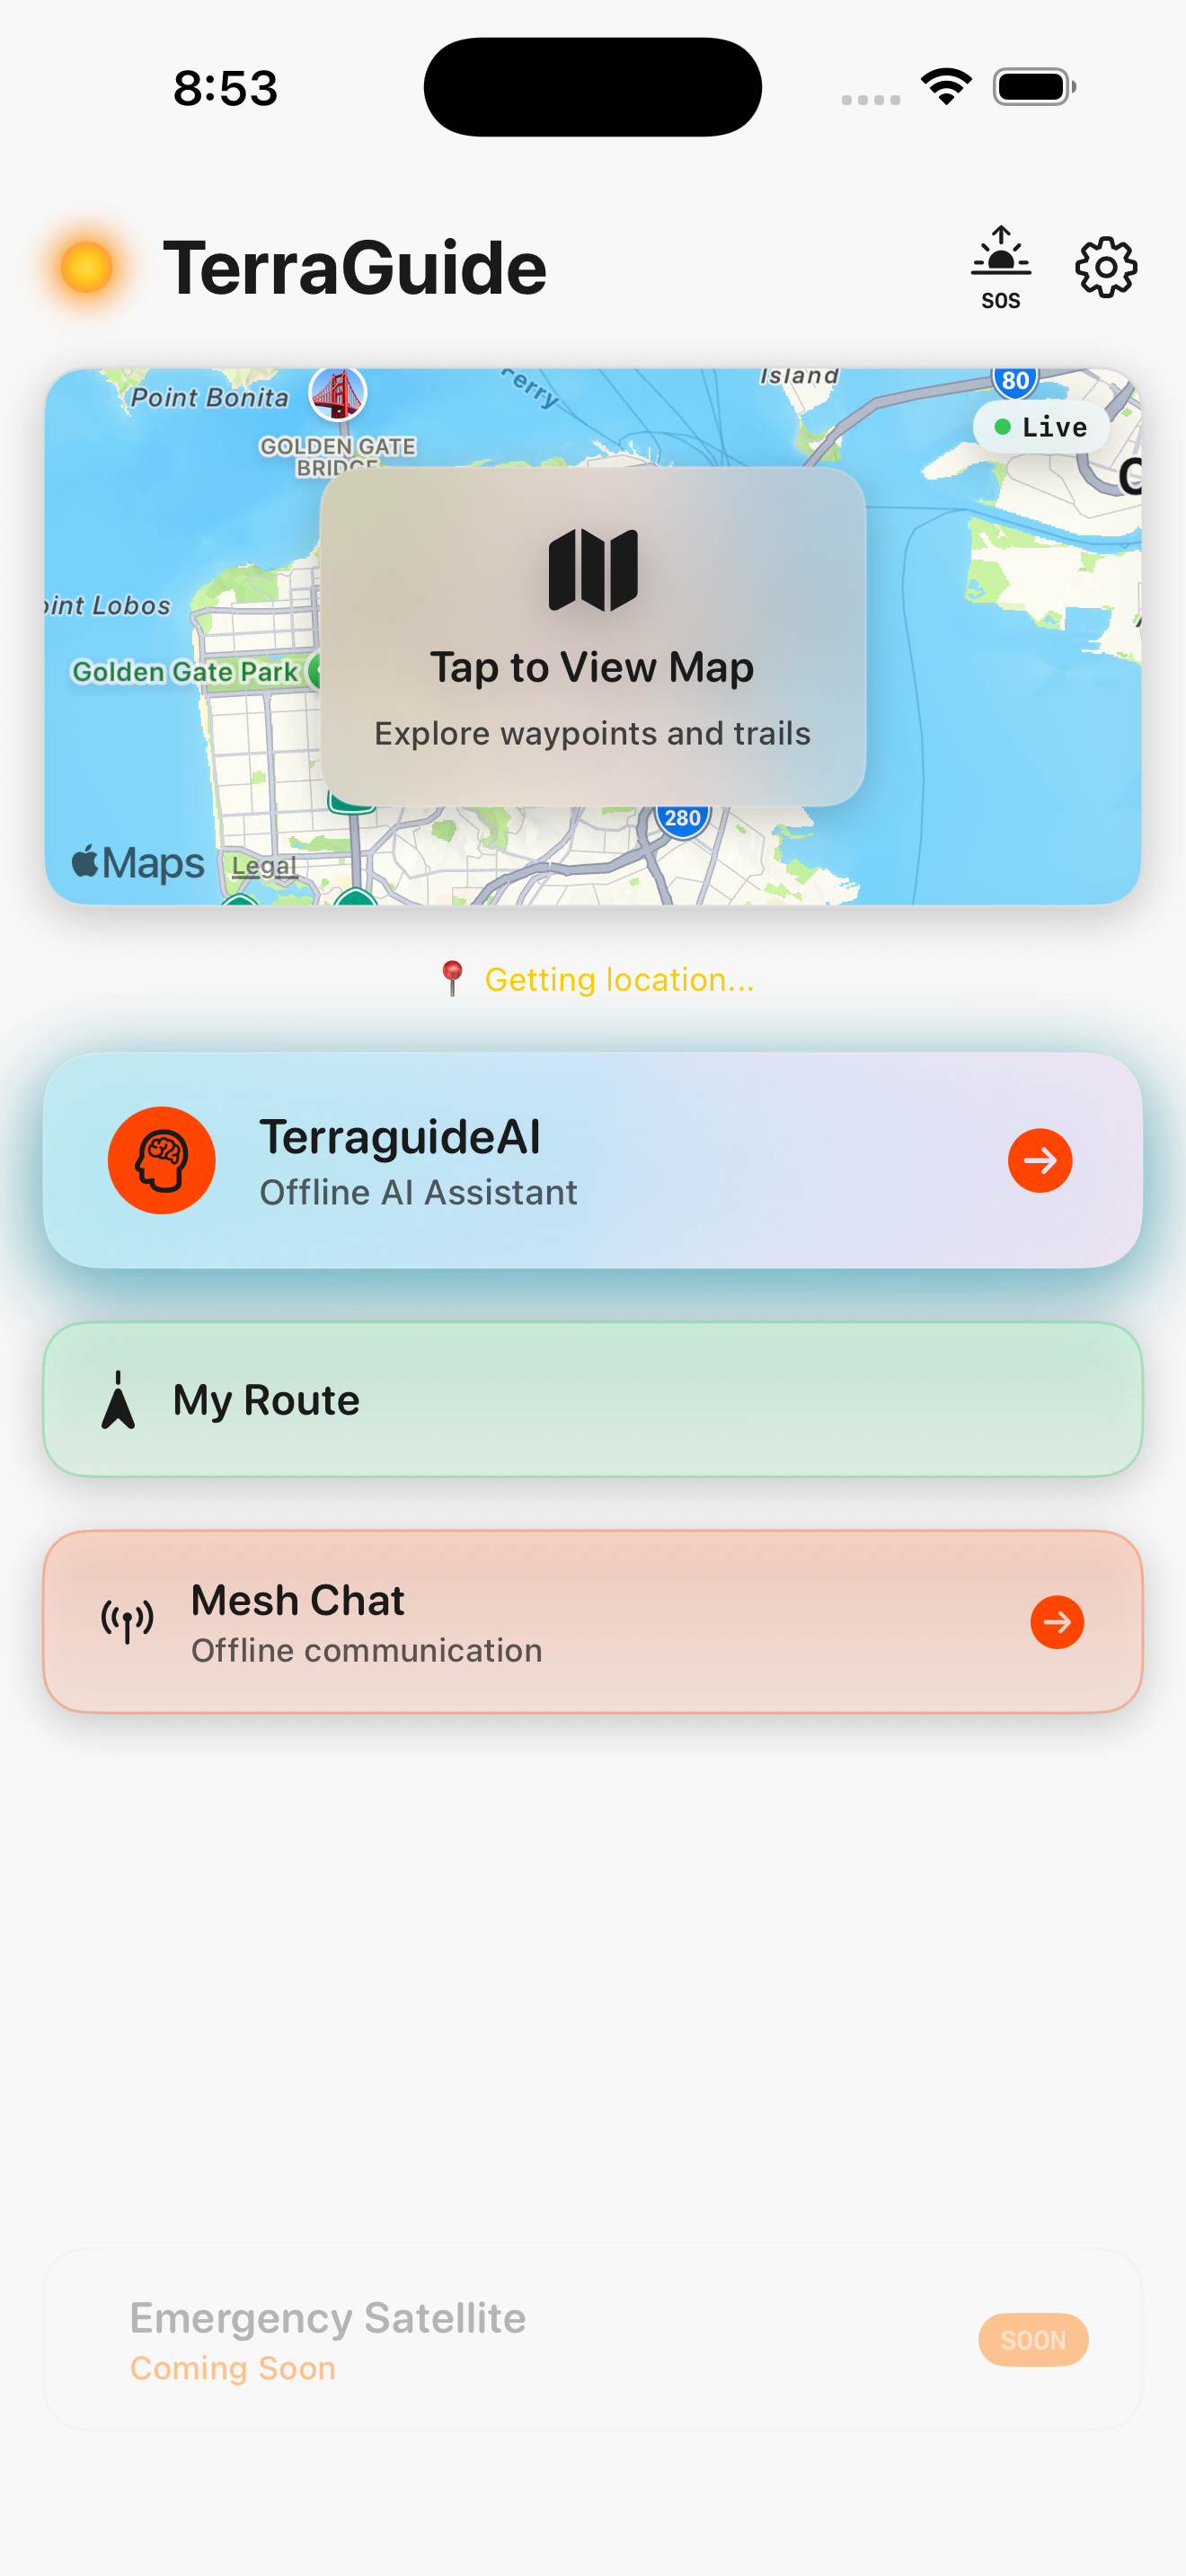 8:53
TerraGuide
SOS
Point Bonita
Ferry
Island
80
Live
GOLDEN GATE
BRIDGE
Tap to View Map
Explore waypoints and trails
oint Lobos
Golden Gate Park
280
Maps
Legal
Getting location...
TerraguideAI
Offline AI Assistant
My Route
Mesh Chat
Offline communication
Emergency Satellite
Coming Soon
SOON